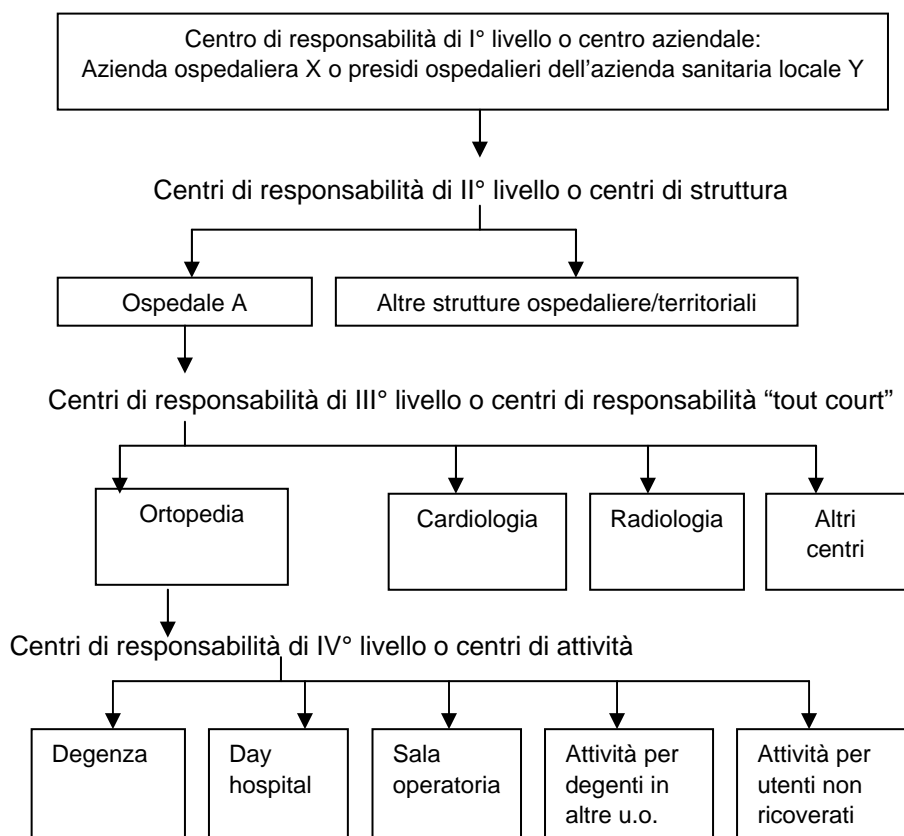 Centro di responsabilità di I° livello o centro aziendale:
Azienda ospedaliera X o presidi ospedalieri dell’azienda sanitaria locale Y
Centri di responsabilità di II° livello o centri di struttura
Ospedale A
Altre strutture ospedaliere/territoriali
Centri di responsabilità di III° livello o centri di responsabilità “tout court”
Ortopedia
Cardiologia
Radiologia
Altri
centri
Centri di responsabilità di IV° livello o centri di attività
Degenza
Day
hospital
Sala
operatoria
Attività per
degenti in
altre u.o.
Attività per
utenti non
ricoverati